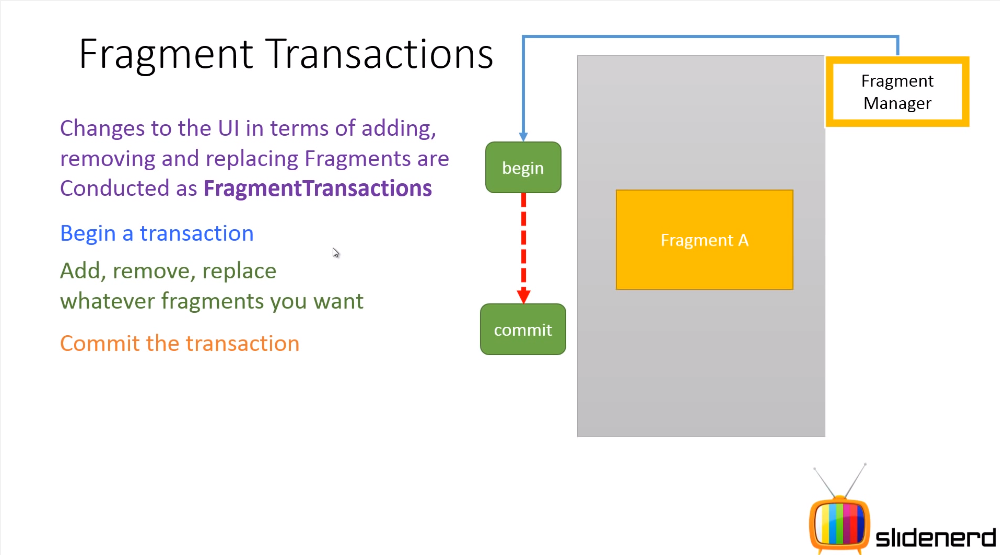 Fragment Transactions
Changes to the UI in terms of adding,
removing and replacing Fragments are
Conducted as FragmentTransactions
Begin a transaction
Add, remove, replace
whatever fragments you want
Commit the transaction
begin
commit
Fragment A
Fragment
Manager
slidenerd